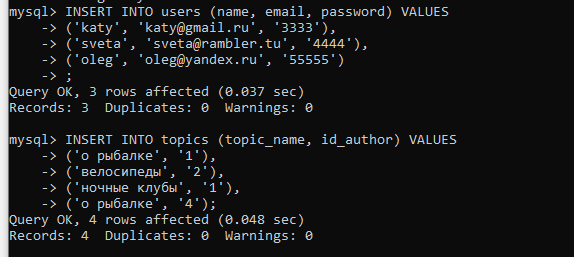 mysql> INSERT INTO users (name, email, password) VALUES
    -> ('katy', 'katy@gmail.ru', '3333'),
    -> ('sveta', 'sveta@rambler.tu', '4444'),
    -> ('oleg', 'oleg@yandex.ru', '55555')
    -> ;
Query OK, 3 rows affected (0.037 sec)
Records: 3  Duplicates: 0  Warnings: 0

mysql> INSERT INTO topics (topic_name, id_author) VALUES
    -> ('о рыбалке', '1'),
    -> ('велосипеды', '2'),
    -> ('ночные клубы', '1'),
    -> ('о рыбалке', '4');
Query OK, 4 rows affected (0.048 sec)
Records: 4  Duplicates: 0  Warnings: 0